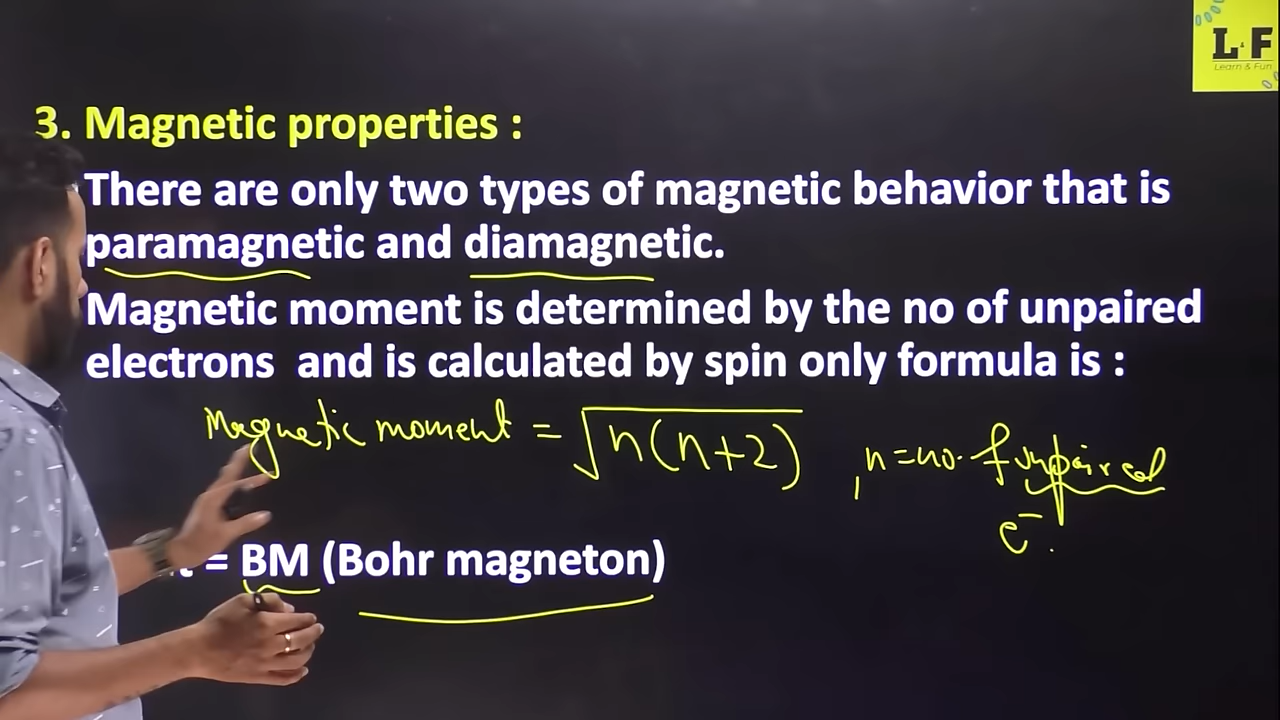 L&F
Learn & Fun
3. Magnetic properties :
There are only two types of magnetic behavior that is
paramagnetic and diamagnetic.
Magnetic moment is determined by the no of unpaired
electrons and is calculated by spin only formula is :
Magnetic moment = √n(n+2) , n = no. of unpaired
e⁻.
= BM (Bohr magneton)